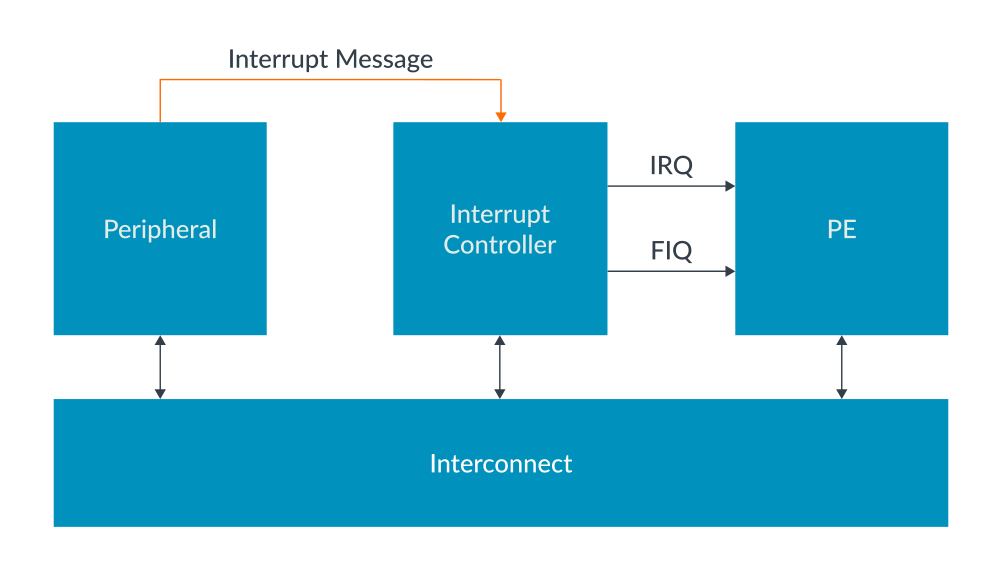 Interrupt Message
IRQ
Peripheral
Interrupt
Controller
PE
FIQ
Interconnect